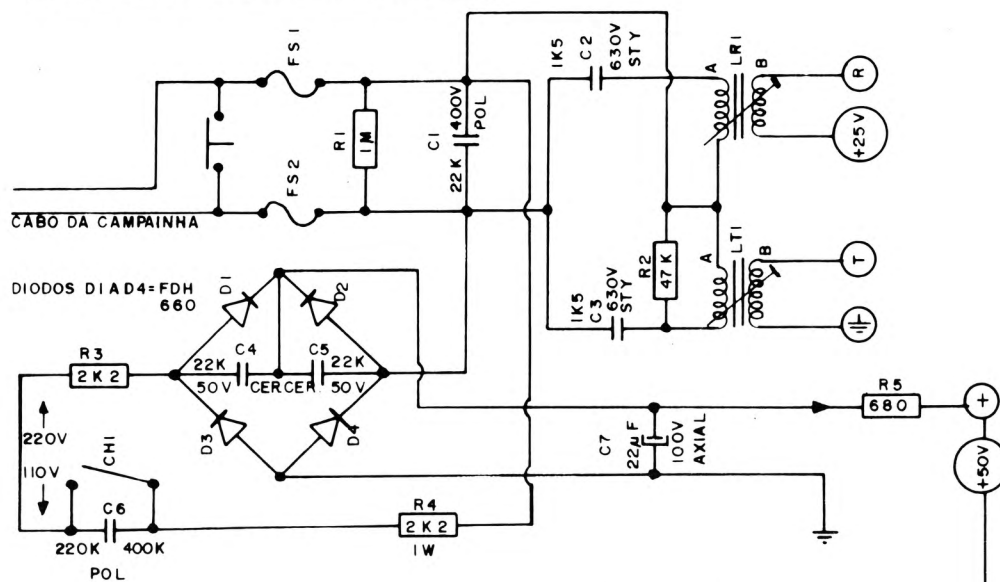 FS1
FS2
R1
1M
C1
400V
POL
22K
1K5
C2
630V
STY
A
LR1
B
R
+25V
R2
47K
A
LT1
B
T
1K5
C3
630V
STY
CABO DA CAMPAINHA
DIODOS D1 A D4=FDH
660
D1
D2
C4
C5
22K
22K
50V
CER
CER
50V
D3
D4
R3
2K2
220V
110V
CH1
C6
220K
400K
POL
R4
2K2
1W
C7
22µF
100V
AXIAL
R5
680
+
+50V